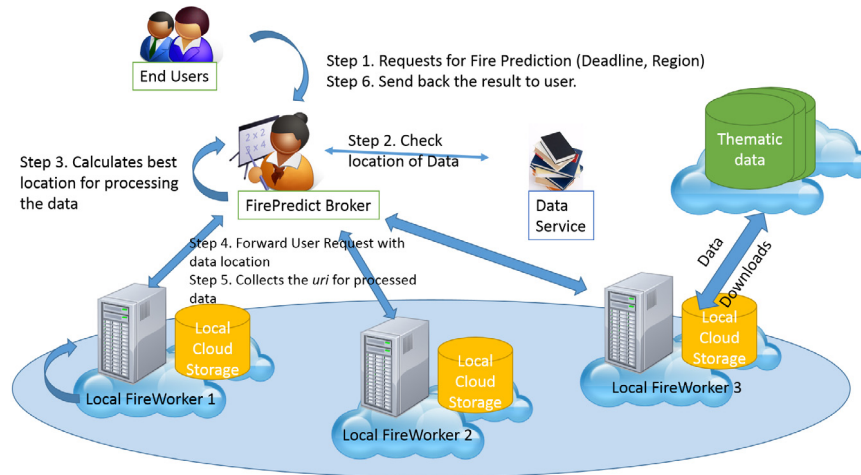 End Users
Step 1. Requests for Fire Prediction (Deadline, Region)
Step 6. Send back the result to user.
2 x 2
Step 2. Check
location of Data
Step 3. Calculates best
location for processing
the data
FirePredict Broker
Data
Service
Thematic
data
Data
Downloads
Step 4. Forward User Request with
data location
Step 5. Collects the uri for processed
data
Local
Cloud
Storage
Local FireWorker 1
Local
Cloud
Storage
Local FireWorker 2
Local
Cloud
Storage
Local FireWorker 3